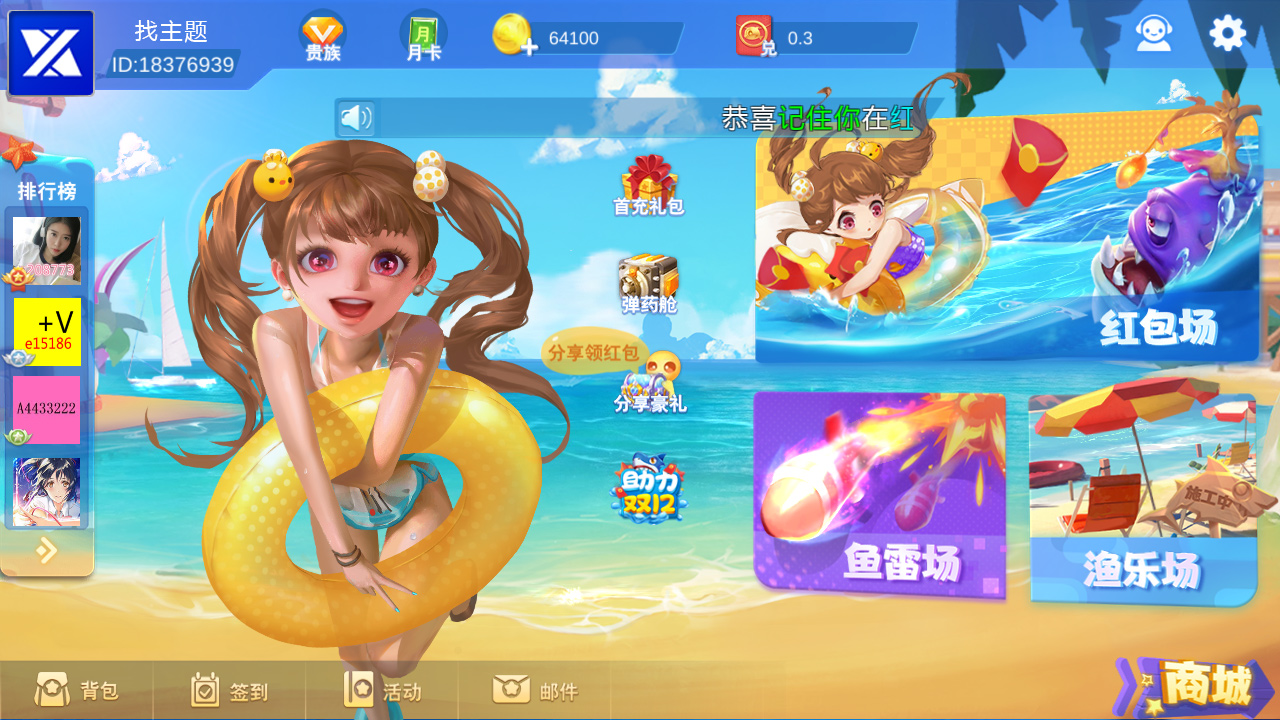 找主题
ID:18376939
贵族
月
月卡
64100
兑
0.3
恭喜记住你在红
排行榜
208773
+V
e15186
A4433222
首充礼包
弹药舱
分享领红包
分享豪礼
助力
双12
红包场
鱼雷场
施工中
渔乐场
背包
签到
活动
邮件
商城